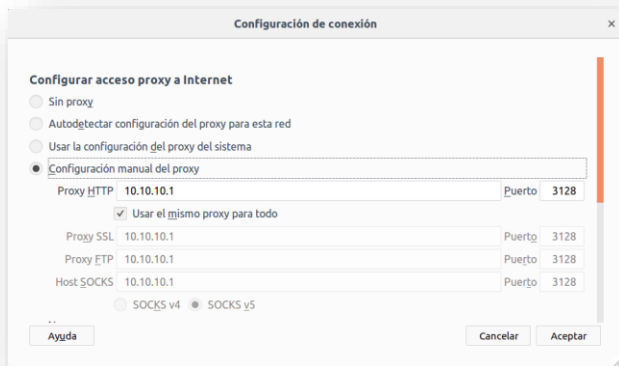 Configuración de conexión ×
Configurar acceso proxy a Internet
Sin proxy
Autodetectar configuración del proxy para esta red
Usar la configuración del proxy del sistema
Configuración manual del proxy
Proxy HTTP 10.10.10.1 Puerto 3128
Usar el mismo proxy para todo
Proxy SSL 10.10.10.1 Puerto 3128
Proxy FTP 10.10.10.1 Puerto 3128
Host SOCKS 10.10.10.1 Puerto 3128
SOCKS v4 SOCKS v5
Ayuda Cancelar Aceptar